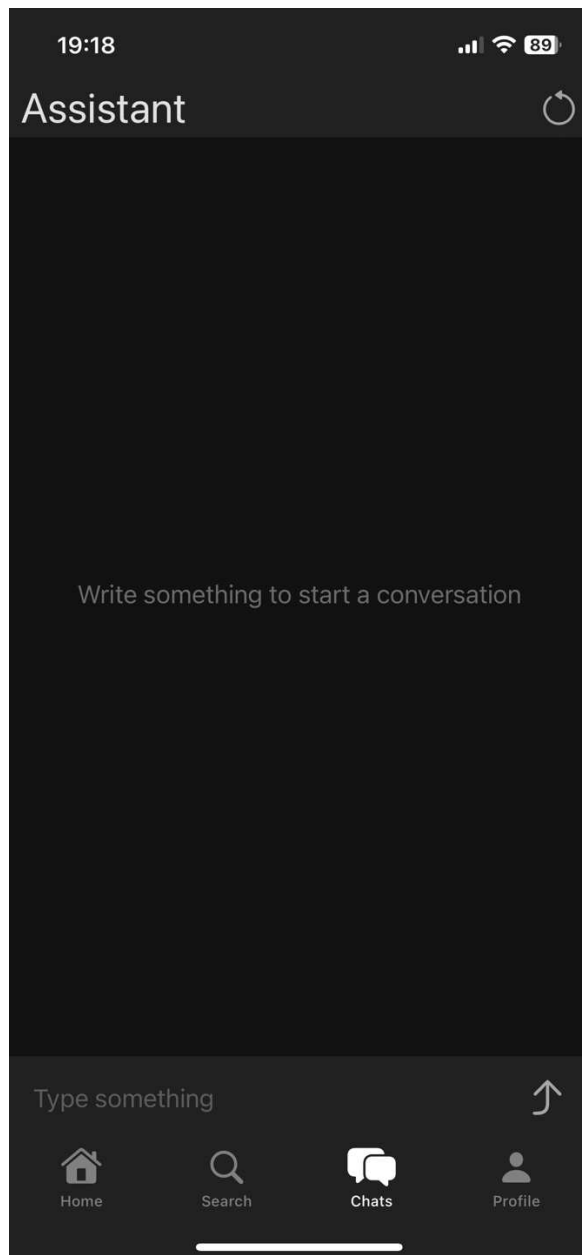 19:18
89
Assistant
Write something to start a conversation
Type something
Home Search Chats Profile